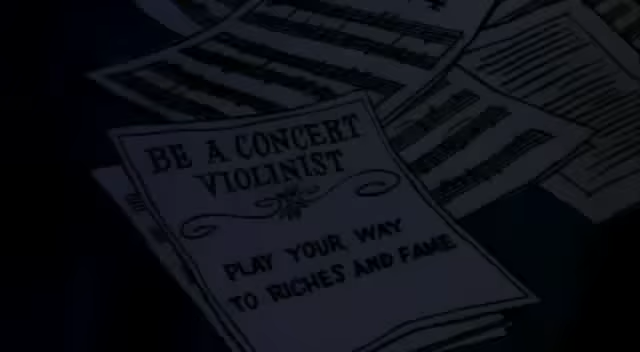 BE A CONCERT
VIOLINIST
PLAY YOUR WAY
TO RICHES AND FAME